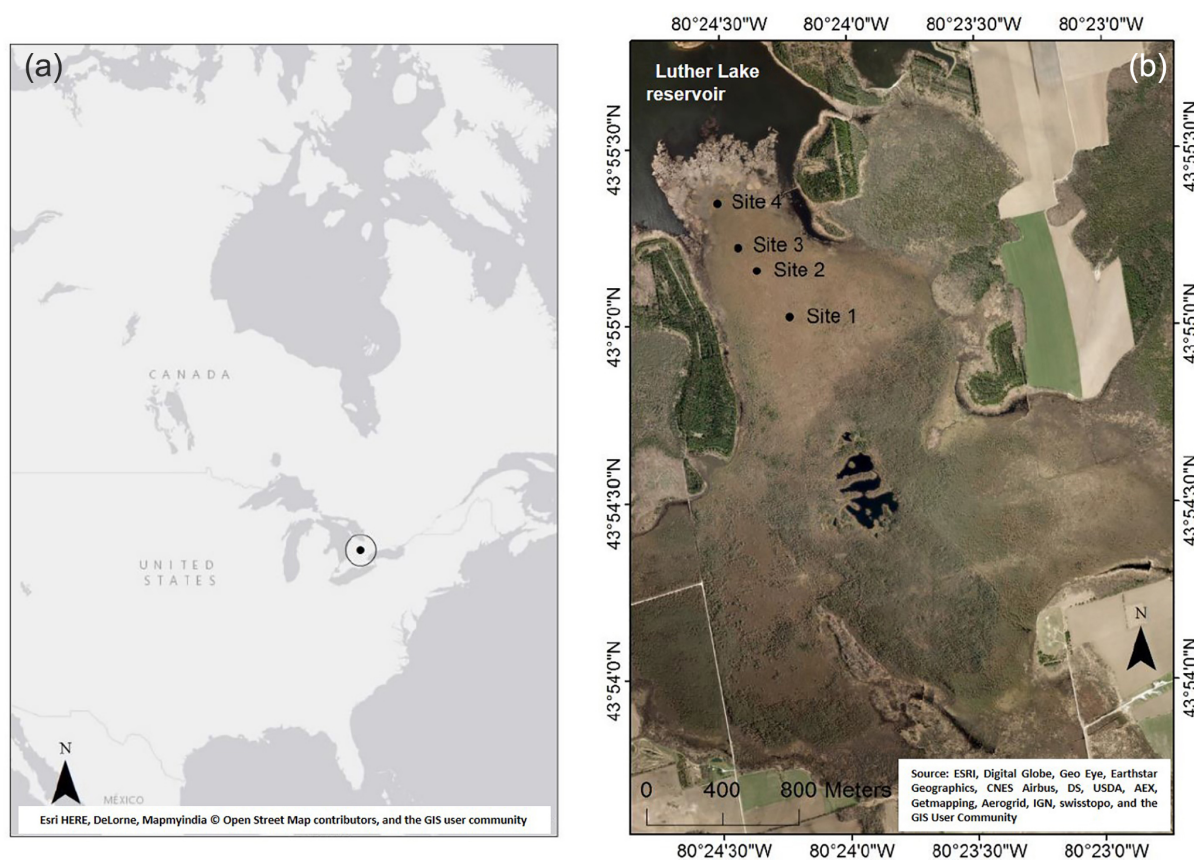 (a)
CANADA
UNITED
STATES
MÉXICO
N
Esri HERE, DeLorne, Mapmyindia © Open Street Map contributors, and the GIS user community
80°24'30"W 80°24'0"W 80°23'30"W 80°23'0"W
(b)
Luther Lake
reservoir
43°55'30"N
43°55'0"N
43°54'30"N
43°54'0"N
Site 4
Site 3
Site 2
Site 1
43°55'30"N
43°55'0"N
43°54'30"N
43°54'0"N
N
0 400 800 Meters
Source: ESRI, Digital Globe, Geo Eye, Earthstar
Geographics, CNES Airbus, DS, USDA, AEX,
Getmapping, Aerogrid, IGN, swisstopo, and the
GIS User Community
80°24'30"W 80°24'0"W 80°23'30"W 80°23'0"W